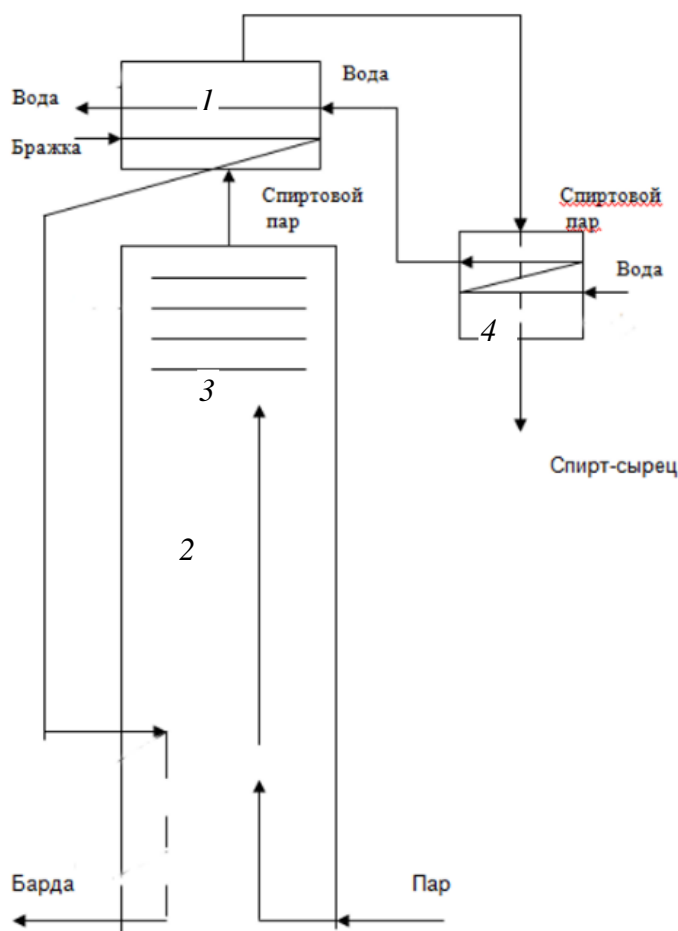 Вода
1
Вода
Бражка
Спиртовой
пар
Спиртовой
пар
Вода
4
3
Спирт-сырец
2
Барда
Пар